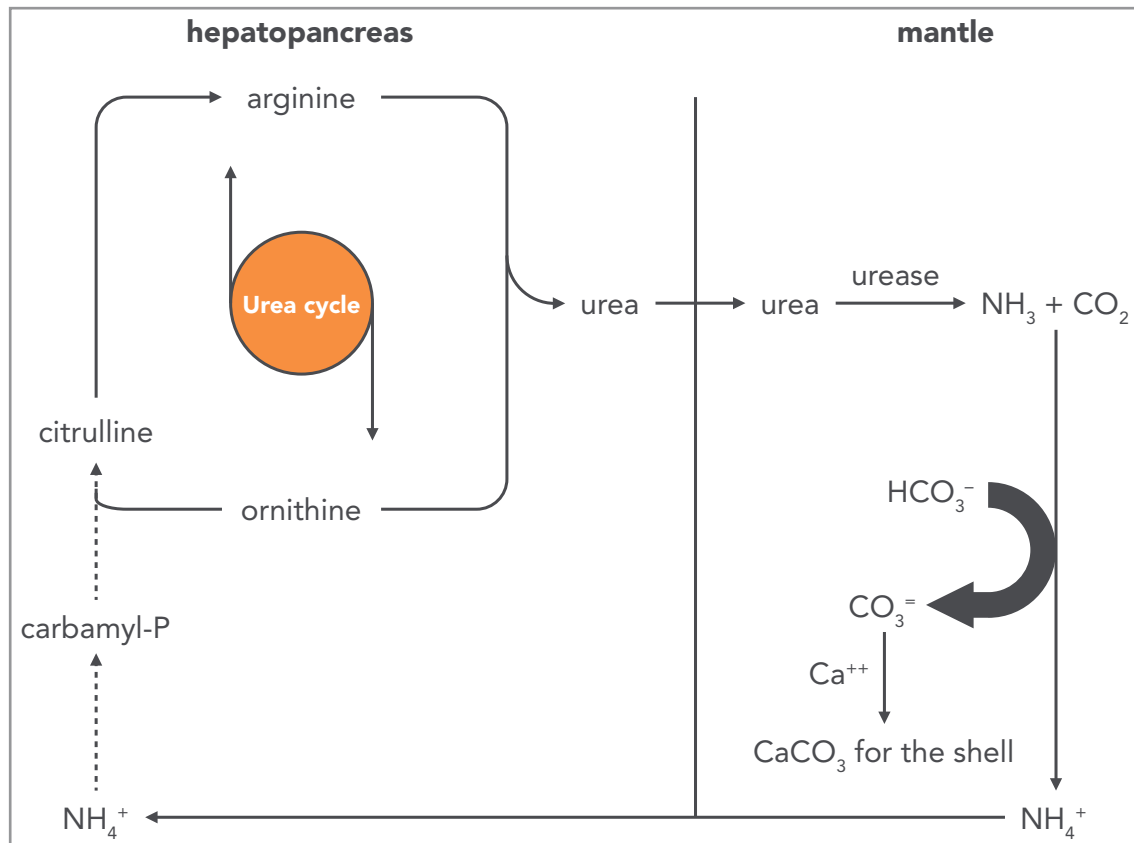 hepatopancreas
mantle
arginine
Urea cycle
urea
urea
urease
NH₃ + CO₂
citrulline
HCO₃⁻
ornithine
CO₃⁼
carbamyl-P
Ca⁺⁺
CaCO₃ for the shell
NH₄⁺
NH₄⁺